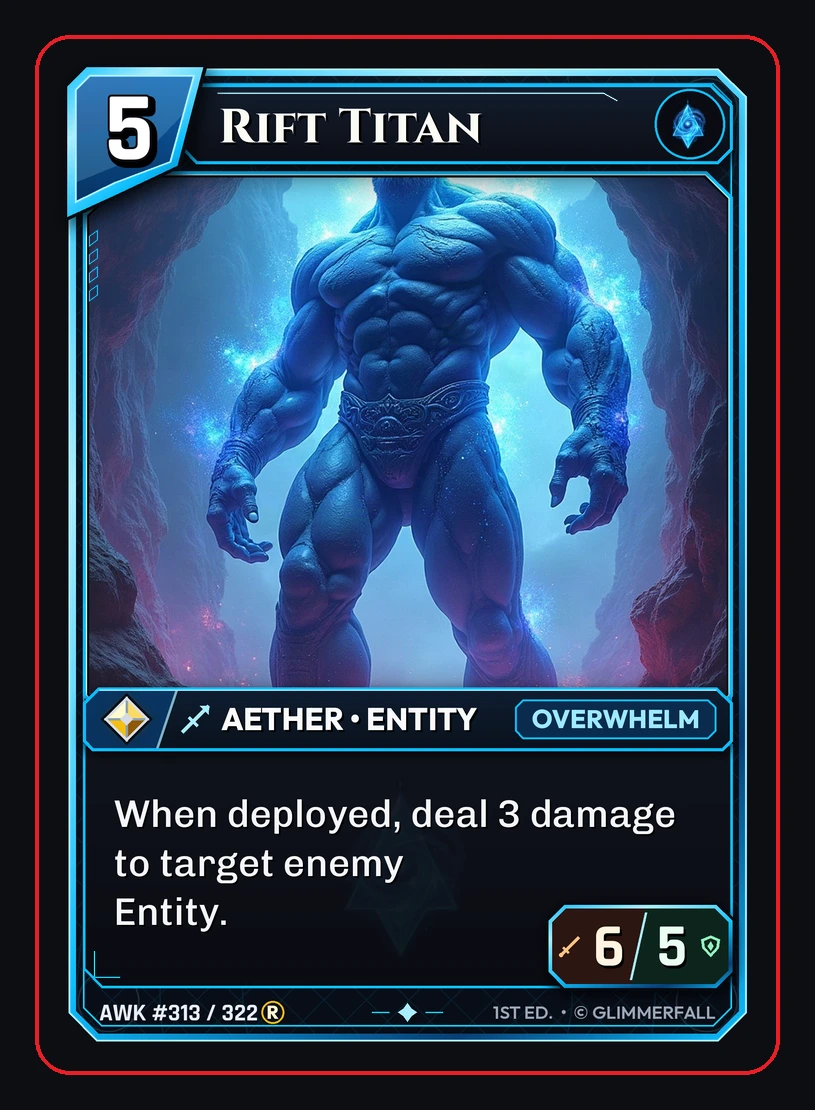 5
RIFT TITAN
AETHER • ENTITY
OVERWHELM
When deployed, deal 3 damage
to target enemy
Entity.
6 / 5
AWK #313 / 322 R
1ST ED. • © GLIMMERFALL